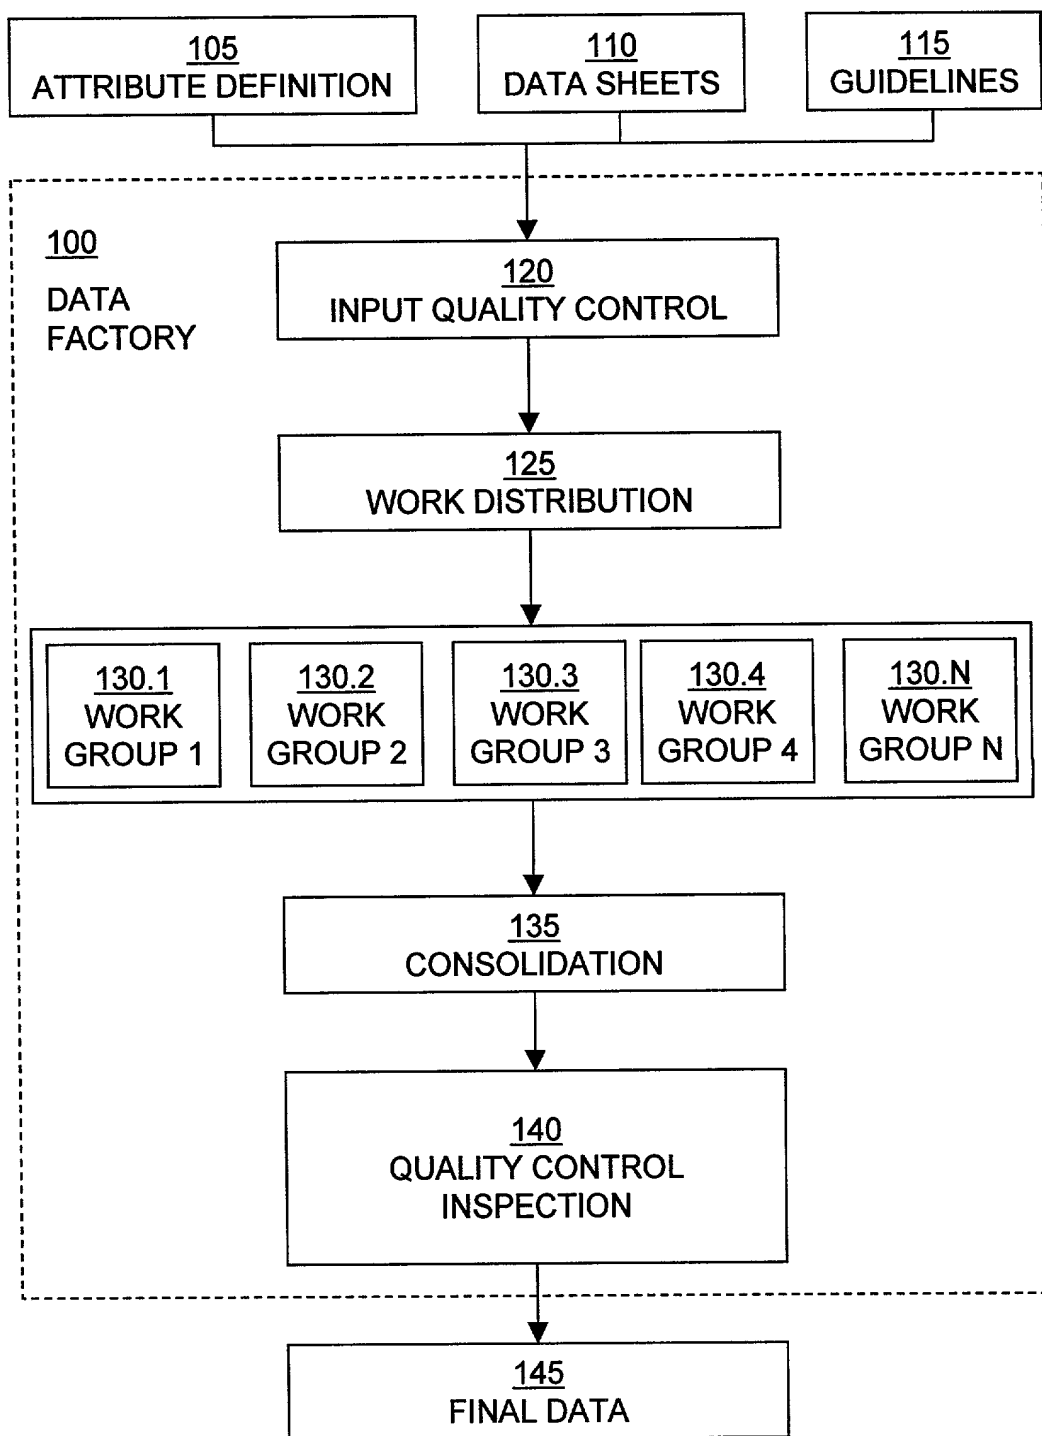 105
ATTRIBUTE DEFINITION
110
DATA SHEETS
115
GUIDELINES
100
DATA
FACTORY
120
INPUT QUALITY CONTROL
125
WORK DISTRIBUTION
130.1
WORK
GROUP 1
130.2
WORK
GROUP 2
130.3
WORK
GROUP 3
130.4
WORK
GROUP 4
130.N
WORK
GROUP N
135
CONSOLIDATION
140
QUALITY CONTROL
INSPECTION
145
FINAL DATA